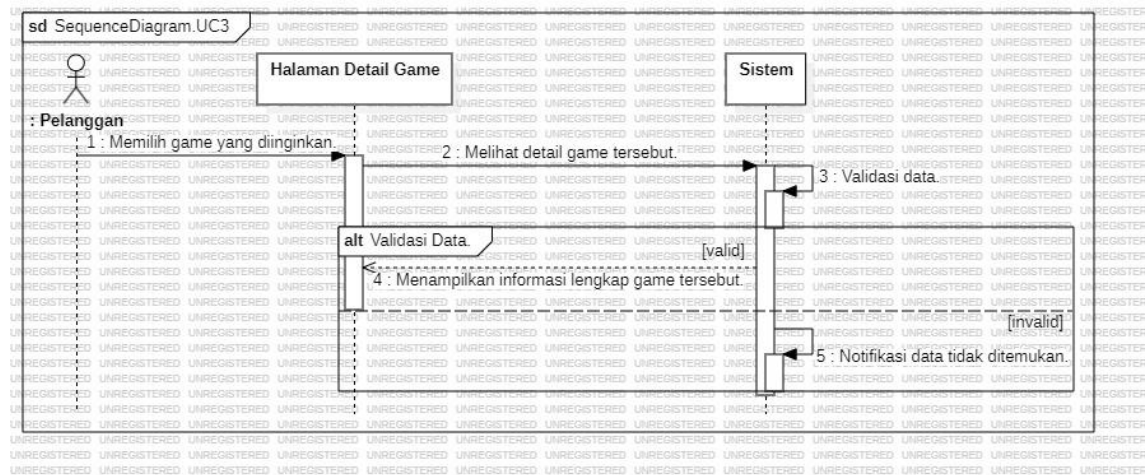 sd SequenceDiagram.UC3
Halaman Detail Game
Sistem
: Pelanggan
1 : Memilih game yang diinginkan.
2 : Melihat detail game tersebut.
3 : Validasi data.
alt Validasi Data.
[valid]
4 : Menampilkan informasi lengkap game tersebut.
[invalid]
5 : Notifikasi data tidak ditemukan.
UNREGISTERED